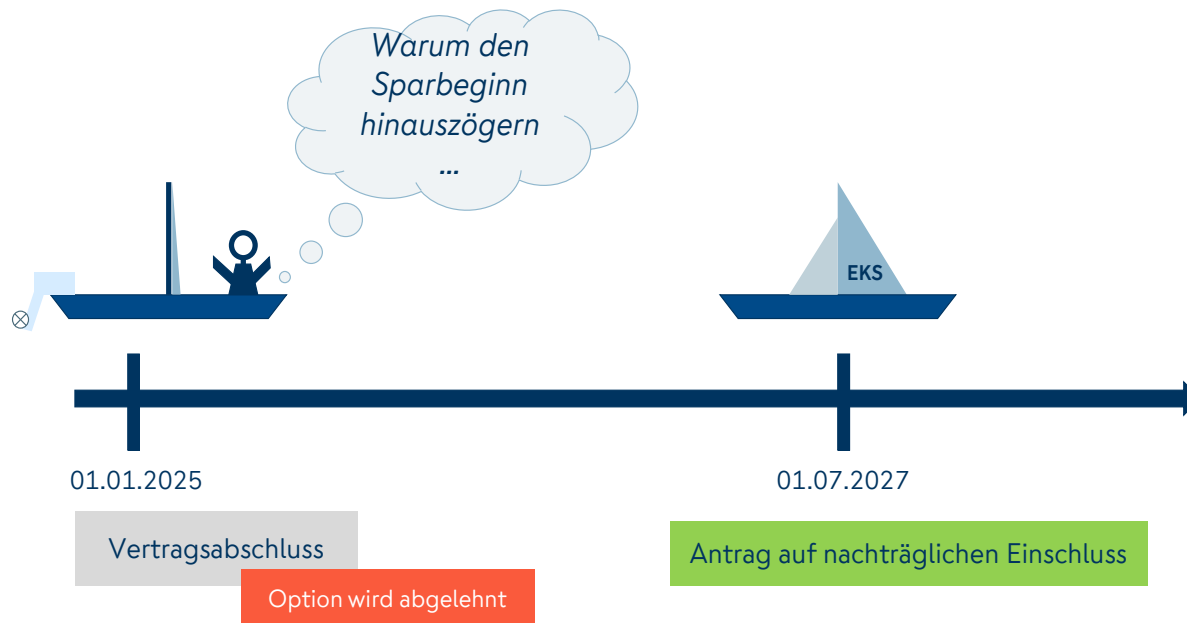 Warum den
Sparbeginn
hinauszögern
...
EKS
01.01.2025
01.07.2027
Vertragsabschluss
Antrag auf nachträglichen Einschluss
Option wird abgelehnt